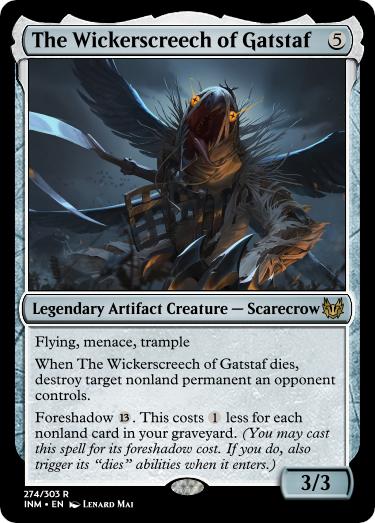 The Wickerscreech of Gatstaf 5
Legendary Artifact Creature — Scarecrow
Flying, menace, trample
When The Wickerscreech of Gatstaf dies,
destroy target nonland permanent an opponent
controls.
Foreshadow 13. This costs 1 less for each
nonland card in your graveyard. (You may cast
this spell for its foreshadow cost. If you do, also
trigger its “dies” abilities when it enters.)
3/3
274/303 R
INM • EN Lenard Mai